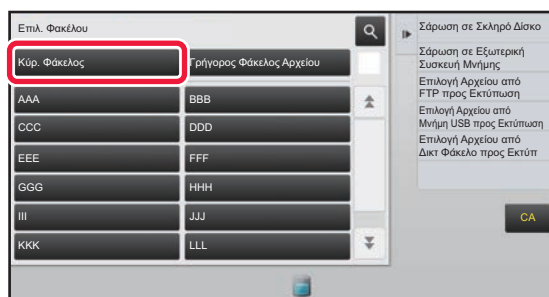 Επιλ. Φακέλου
Κύρ. Φάκελος
Γρήγορος Φάκελος Αρχείου
AAA
BBB
CCC
DDD
EEE
FFF
GGG
HHH
III
JJJ
KKK
LLL
Σάρωση σε Σκληρό Δίσκο
Σάρωση σε Εξωτερική
Συσκευή Μνήμης
Επιλογή Αρχείου από
FTP προς Εκτύπωση
Επιλογή Αρχείου από
Μνήμη USB προς Εκτύπωση
Επιλογή Αρχείου από
Δικτ Φάκελο προς Εκτύπ
CA